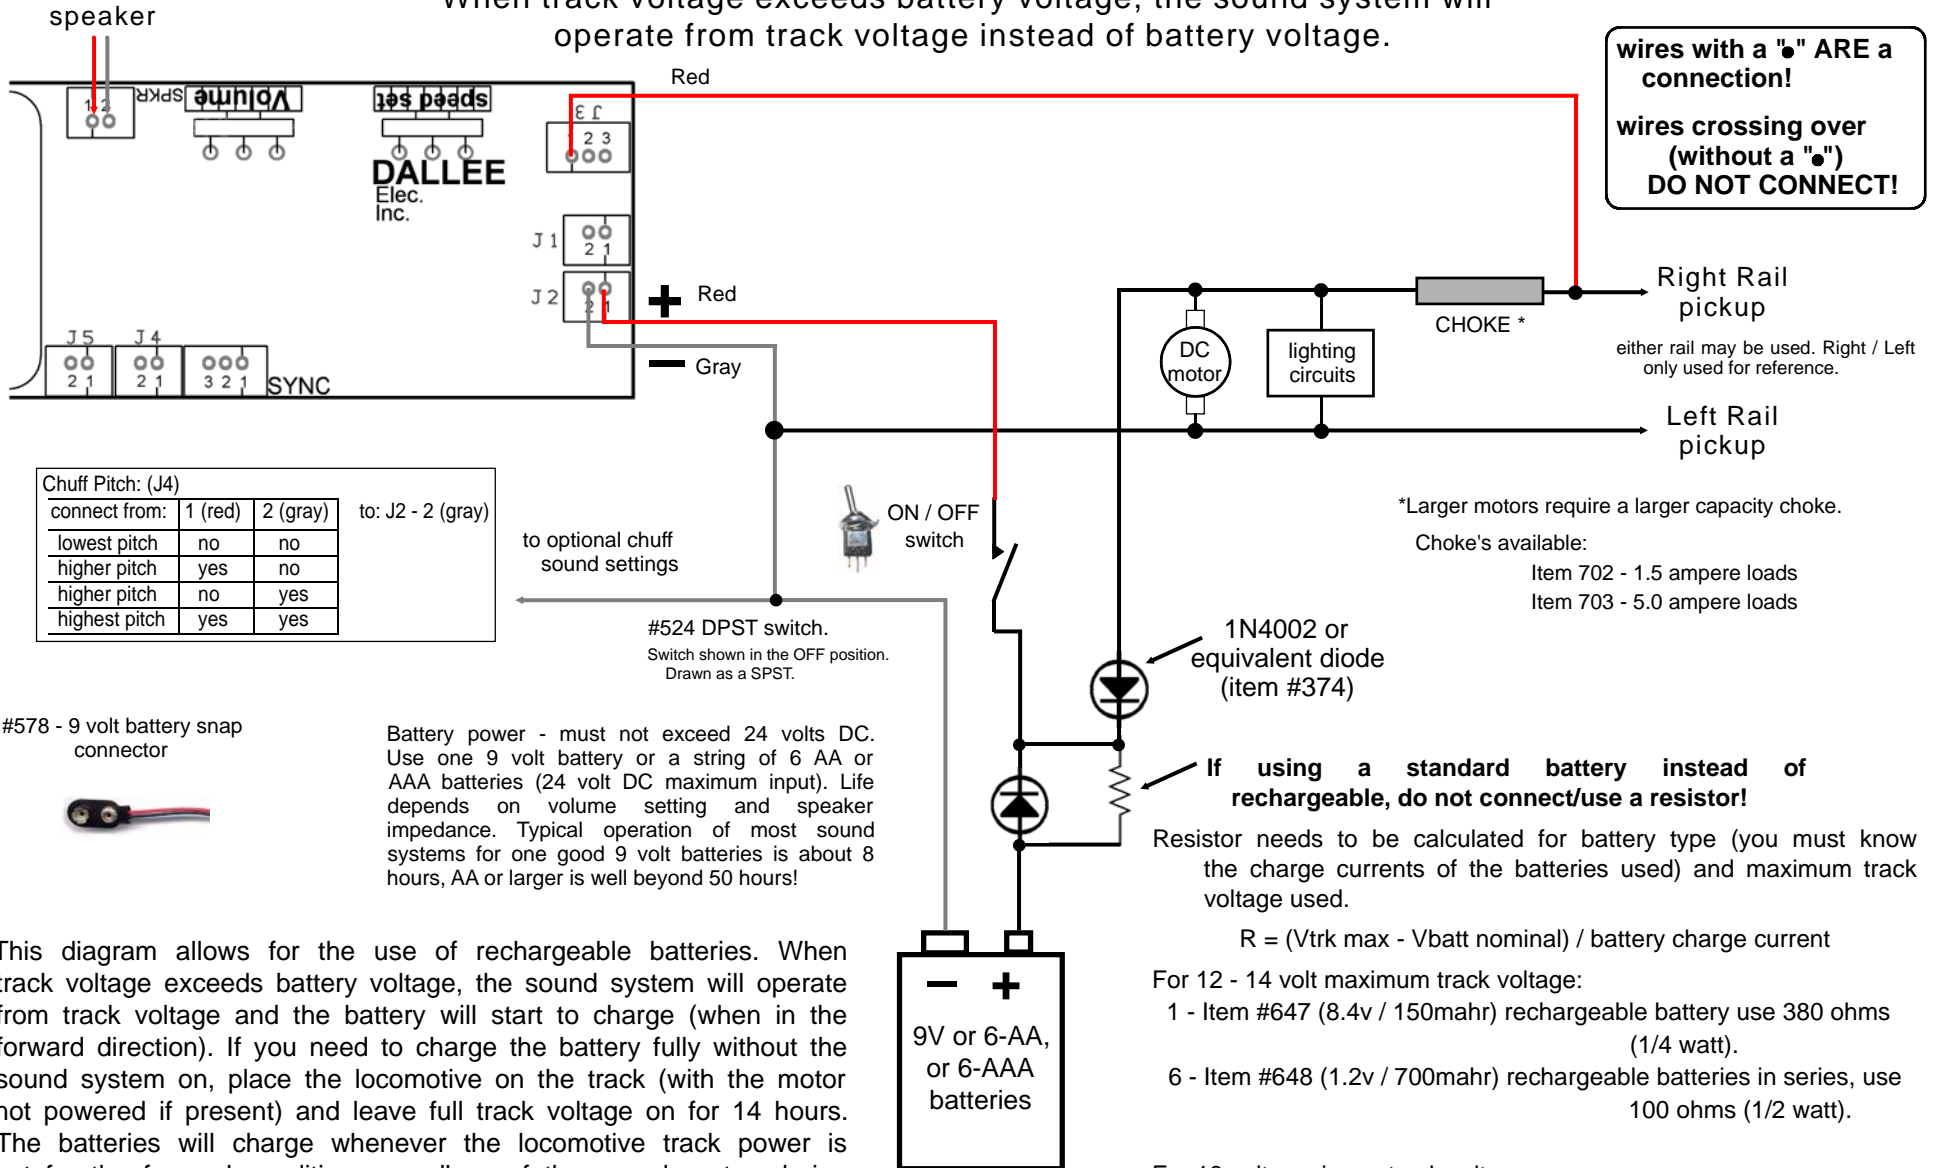 When track voltage exceeds battery voltage, the sound system will
operate from track voltage instead of battery voltage.
speaker
wires with a "●" ARE a
connection!
wires crossing over
(without a "●")
DO NOT CONNECT!
Red
1 2
SPKR
Volume
speed set
J 3
1 2 3
DALLEE
Elec.
Inc.
J 1
2 1
J 2
2 1
+ Red
− Gray
J 5
2 1
J 4
2 1
3 2 1
SYNC
DC
motor
lighting
circuits
CHOKE *
Right Rail
pickup
either rail may be used. Right / Left
only used for reference.
Left Rail
pickup
Chuff Pitch: (J4)
connect from: 1 (red) 2 (gray) to: J2 - 2 (gray)
lowest pitch no no
higher pitch yes no
higher pitch no yes
highest pitch yes yes
to optional chuff
sound settings
ON / OFF
switch
*Larger motors require a larger capacity choke.
Choke's available:
Item 702 - 1.5 ampere loads
Item 703 - 5.0 ampere loads
#524 DPST switch.
Switch shown in the OFF position.
Drawn as a SPST.
1N4002 or
equivalent diode
(item #374)
#578 - 9 volt battery snap
connector
Battery power - must not exceed 24 volts DC.
Use one 9 volt battery or a string of 6 AA or
AAA batteries (24 volt DC maximum input). Life
depends on volume setting and speaker
impedance. Typical operation of most sound
systems for one good 9 volt batteries is about 8
hours, AA or larger is well beyond 50 hours!
If using a standard battery instead of
rechargeable, do not connect/use a resistor!
Resistor needs to be calculated for battery type (you must know
the charge currents of the batteries used) and maximum track
voltage used.
R = (Vtrk max - Vbatt nominal) / battery charge current
For 12 - 14 volt maximum track voltage:
1 - Item #647 (8.4v / 150mahr) rechargeable battery use 380 ohms
(1/4 watt).
6 - Item #648 (1.2v / 700mahr) rechargeable batteries in series, use
100 ohms (1/2 watt).
This diagram allows for the use of rechargeable batteries. When
track voltage exceeds battery voltage, the sound system will operate
from track voltage and the battery will start to charge (when in the
forward direction). If you need to charge the battery fully without the
sound system on, place the locomotive on the track (with the motor
not powered if present) and leave full track voltage on for 14 hours.
The batteries will charge whenever the locomotive track power is
− +
9V or 6-AA,
or 6-AAA
batteries